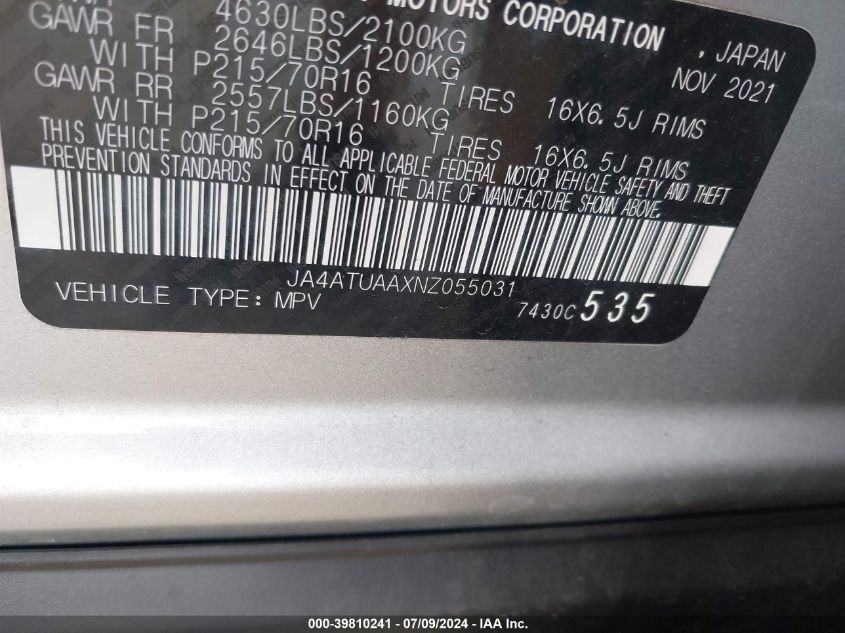 MOTORS CORPORATION
, JAPAN
4630LBS/2100KG
NOV 2021
GAWR FR 2646LBS/1200KG
WITH P215/70R16 TIRES 16X6.5J RIMS
GAWR RR 2557LBS/1160KG
WITH P215/70R16 TIRES 16X6.5J RIMS
THIS VEHICLE CONFORMS TO ALL APPLICABLE FEDERAL MOTOR VEHICLE SAFETY AND THEFT
PREVENTION STANDARDS IN EFFECT ON THE DATE OF MANUFACTURE SHOWN ABOVE.
JA4ATUAAXNZ055031
VEHICLE TYPE: MPV 7430C 535
000-39810241 - 07/09/2024 - IAA Inc.